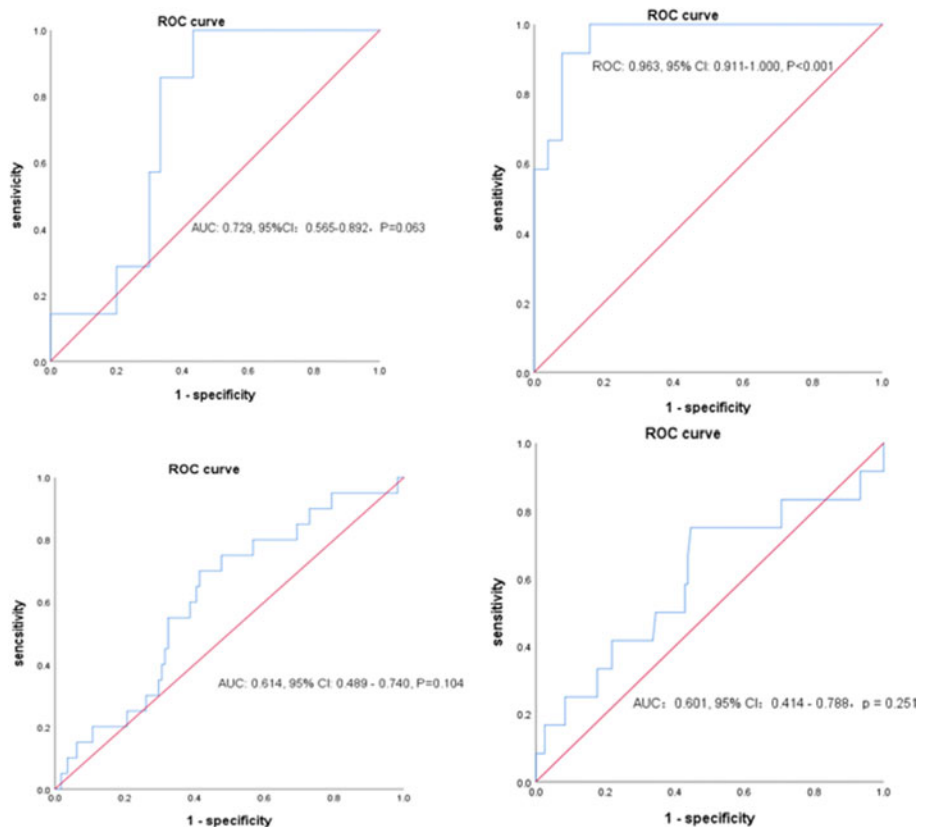 ROC curve
1.0
0.8
0.6
0.4
0.2
0.0
sensivicity
AUC: 0.729, 95%CI：0.565-0.892，P=0.063
0.0 0.2 0.4 0.6 0.8 1.0
1 - specificity
ROC curve
1.0
0.8
0.6
0.4
0.2
0.0
sensitivity
ROC: 0.963, 95% CI: 0.911-1.000, P<0.001
0.0 0.2 0.4 0.6 0.8 1.0
1 - specificity
ROC curve
1.0
0.8
0.6
0.4
0.2
0.0
sencsitivity
AUC: 0.614, 95% CI: 0.489 - 0.740, P=0.104
0.0 0.2 0.4 0.6 0.8 1.0
1 - specificity
ROC curve
1.0
0.8
0.6
0.4
0.2
0.0
sensitivity
AUC：0.601, 95% CI：0.414 - 0.788，p = 0.251
0.0 0.2 0.4 0.6 0.8 1.0
1 - specificity